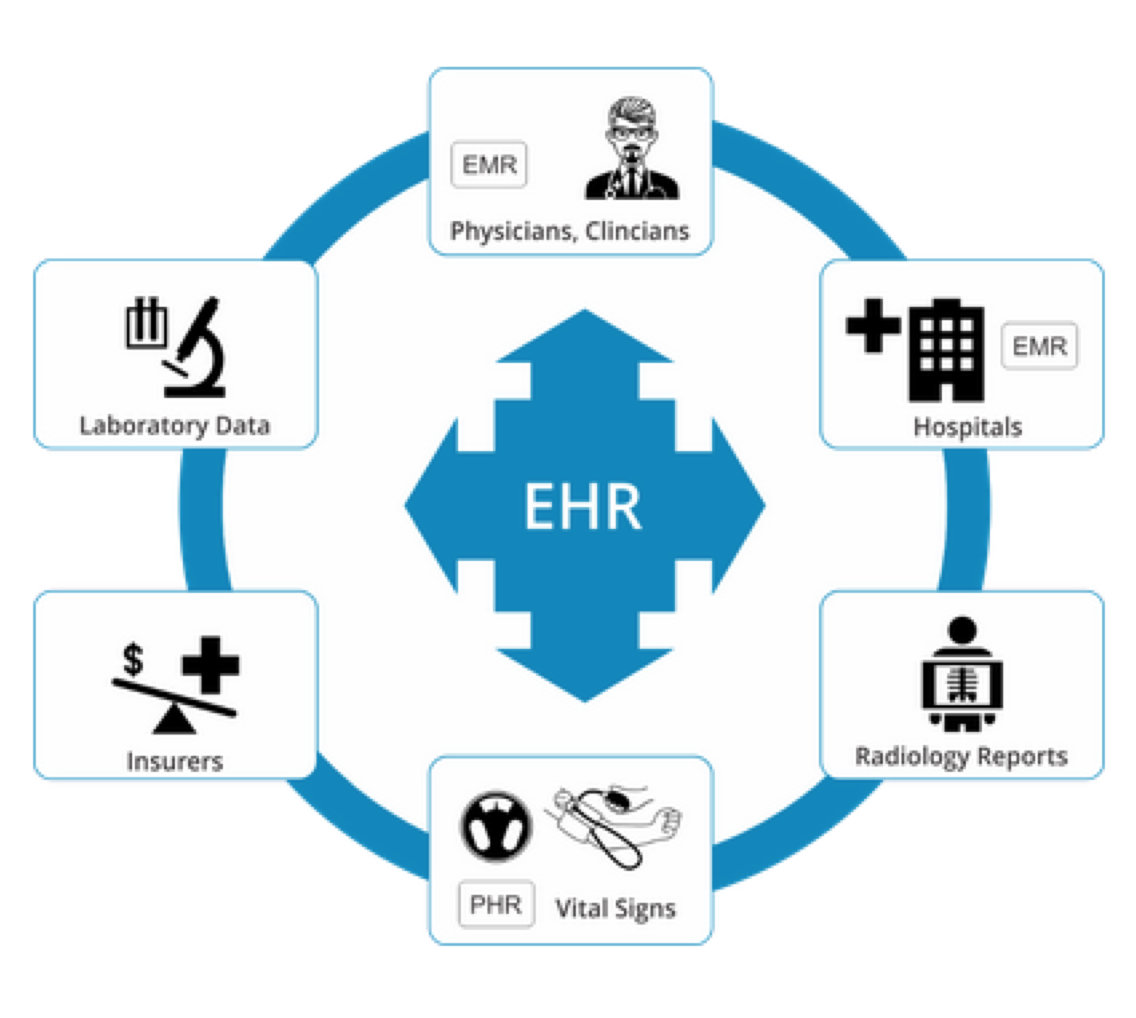 EMR
Physicians, Clincians
Laboratory Data
EMR
Hospitals
EHR
$
Insurers
Radiology Reports
PHR
Vital Signs